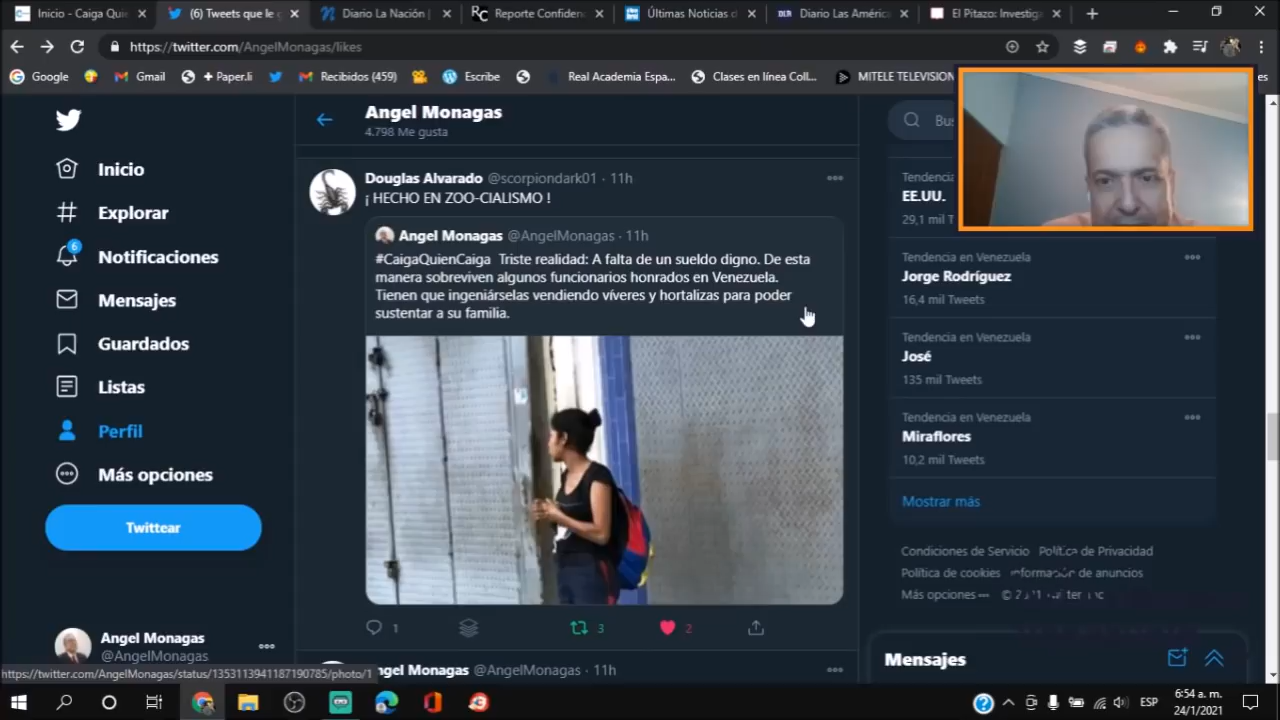 Inicio - Caiga Qui
(6) Tweets que le
Diario La Nación |
Reporte Confiden
Últimas Noticias d
Diario Las Améric
El Pitazo: Investiga
https://twitter.com/AngelMonagas/likes
Google
Gmail
+ Paper.li
Recibidos (459)
Escribe
Real Academia Espa...
Clases en línea Coll...
MITELE TELEVISION
es
Inicio
Explorar
6
Notificaciones
Mensajes
Guardados
Listas
Perfil
Más opciones
Twittear
Angel Monagas
@AngelMonagas
Angel Monagas
4.798 Me gusta
Douglas Alvarado @scorpiondark01 · 11h
¡ HECHO EN ZOO-CIALISMO !
Angel Monagas @AngelMonagas · 11h
#CaigaQuienCaiga Triste realidad: A falta de un sueldo digno. De esta
manera sobreviven algunos funcionarios honrados en Venezuela.
Tienen que ingeniárselas vendiendo víveres y hortalizas para poder
sustentar a su familia.
1
3
2
ngel Monagas @AngelMonagas · 11h
Bus
Tendencia en Venezuela
EE.UU.
29,1 mil T
Tendencia en Venezuela
Jorge Rodríguez
16,4 mil Tweets
Tendencia en Venezuela
José
135 mil Tweets
Tendencia en Venezuela
Miraflores
10,2 mil Tweets
Mostrar más
Condiciones de Servicio Política de Privacidad
Política de cookies Información de anuncios
Más opciones
Mensajes
https://twitter.com/AngelMonagas/status/1353113941187190785/photo/1
ESP
6:54 a. m.
24/1/2021